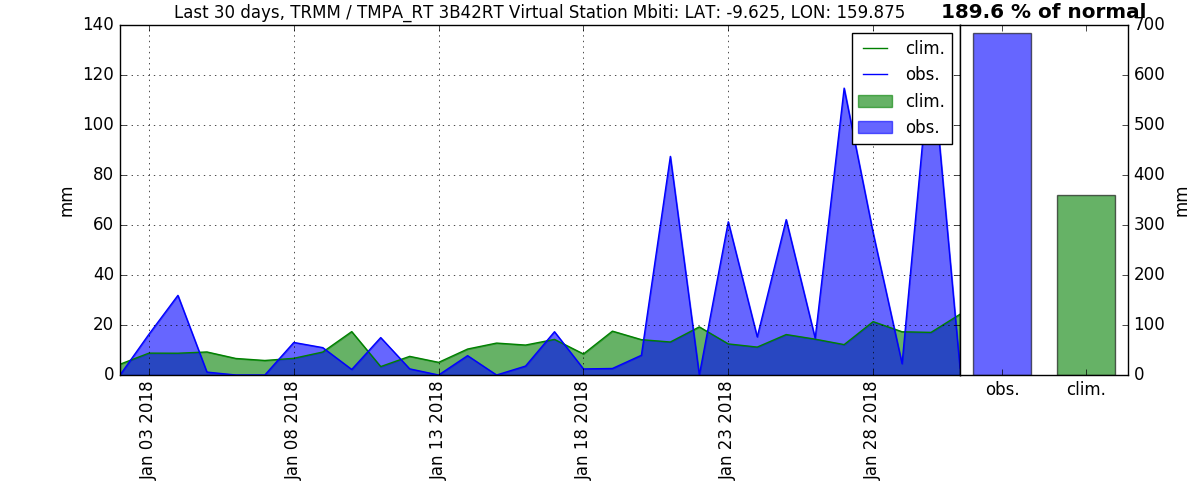 Last 30 days, TRMM / TMPA_RT 3B42RT Virtual Station Mbiti: LAT: -9.625, LON: 159.875
189.6 % of normal
140
120
100
80
60
40
20
0
mm
clim.
obs.
clim.
obs.
700
600
500
400
300
200
100
0
mm
Jan 03 2018
Jan 08 2018
Jan 13 2018
Jan 18 2018
Jan 23 2018
Jan 28 2018
obs.
clim.